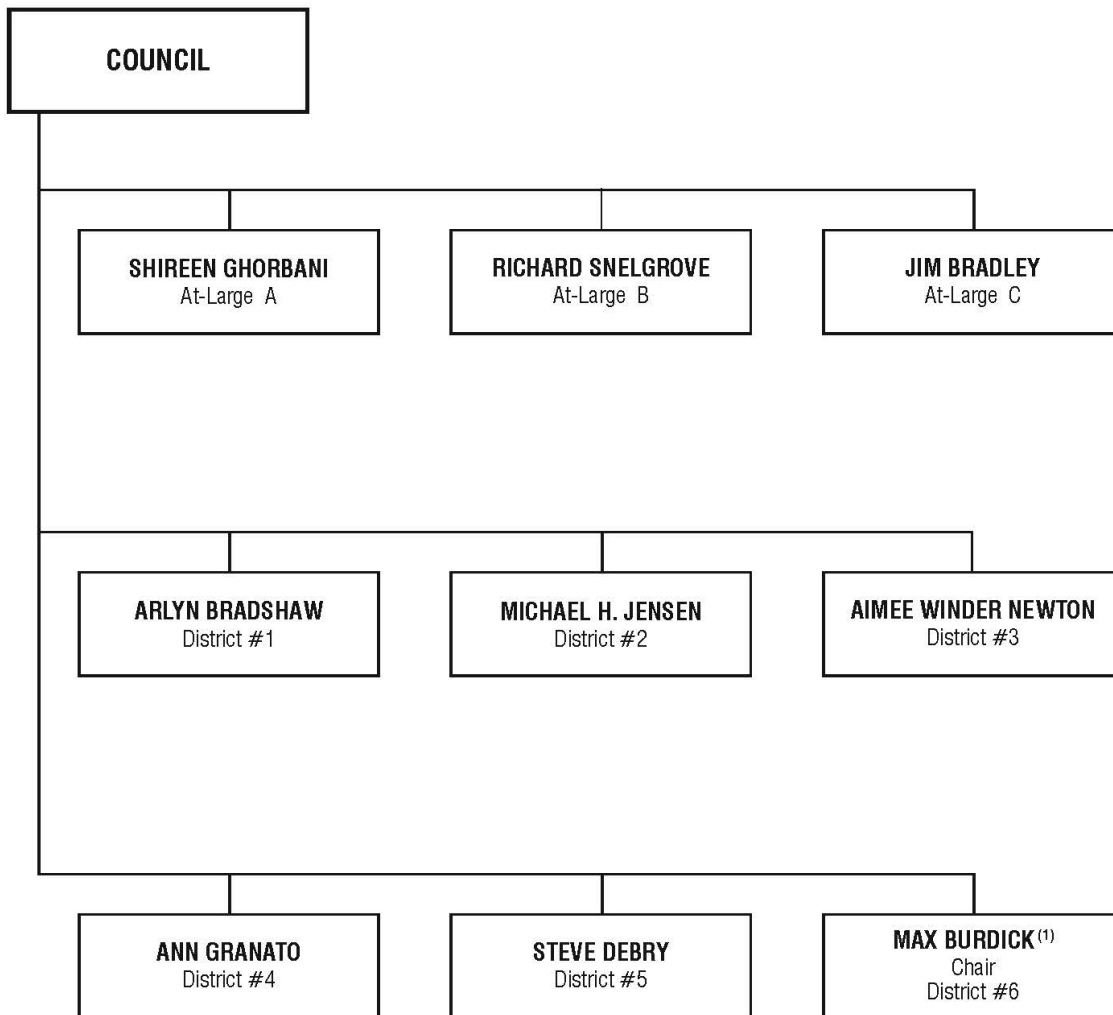 COUNCIL
SHIREEN GHORBANI
At-Large A
RICHARD SNELGROVE
At-Large B
JIM BRADLEY
At-Large C
ARLYN BRADSHAW
District #1
MICHAEL H. JENSEN
District #2
AIMEE WINDER NEWTON
District #3
ANN GRANATO
District #4
STEVE DEBRY
District #5
MAX BURDICK (1)
Chair
District #6